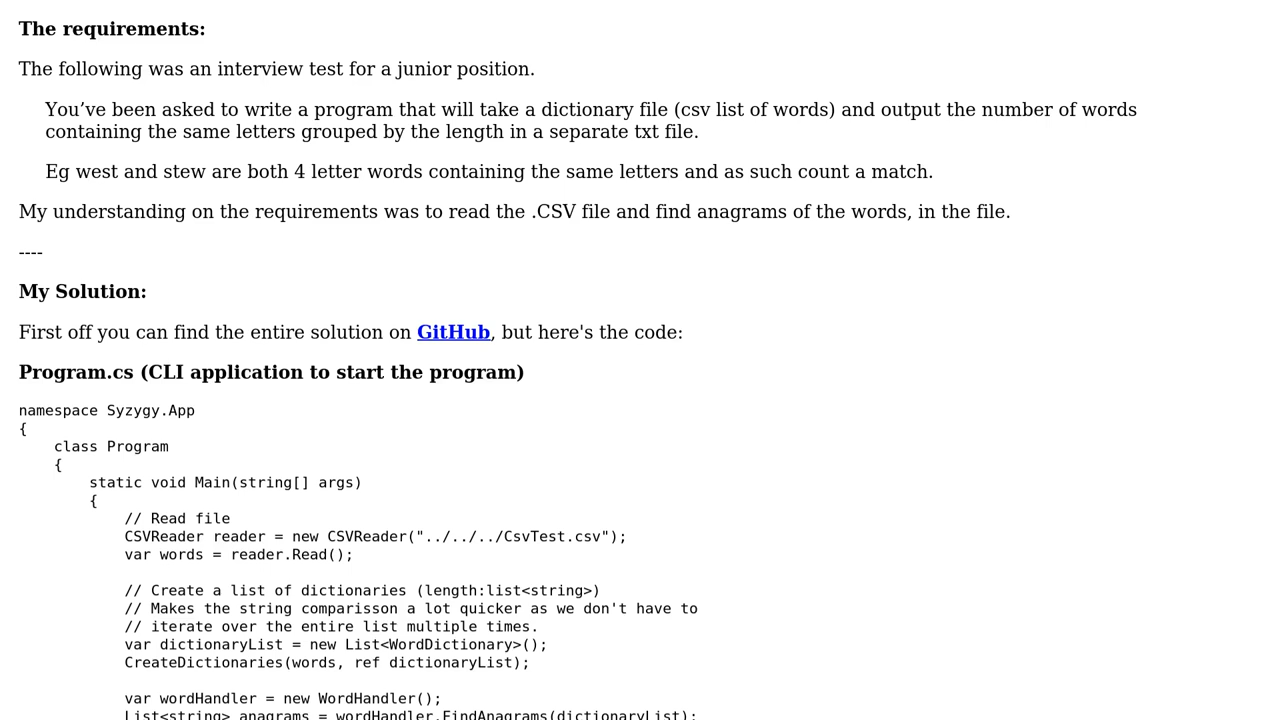 The requirements:
The following was an interview test for a junior position.
You’ve been asked to write a program that will take a dictionary file (csv list of words) and output the number of words
containing the same letters grouped by the length in a separate txt file.
Eg west and stew are both 4 letter words containing the same letters and as such count a match.
My understanding on the requirements was to read the .CSV file and find anagrams of the words, in the file.
----
My Solution:
First off you can find the entire solution on GitHub, but here's the code:
Program.cs (CLI application to start the program)
namespace Syzygy.App
{
    class Program
    {
        static void Main(string[] args)
        {
            // Read file
            CSVReader reader = new CSVReader("../../../CsvTest.csv");
            var words = reader.Read();
            // Create a list of dictionaries (length:list<string>)
            // Makes the string comparisson a lot quicker as we don't have to
            // iterate over the entire list multiple times.
            var dictionaryList = new List<WordDictionary>();
            CreateDictionaries(words, ref dictionaryList);
            var wordHandler = new WordHandler();
            List<string> anagrams = wordHandler.FindAnagrams(dictionaryList);